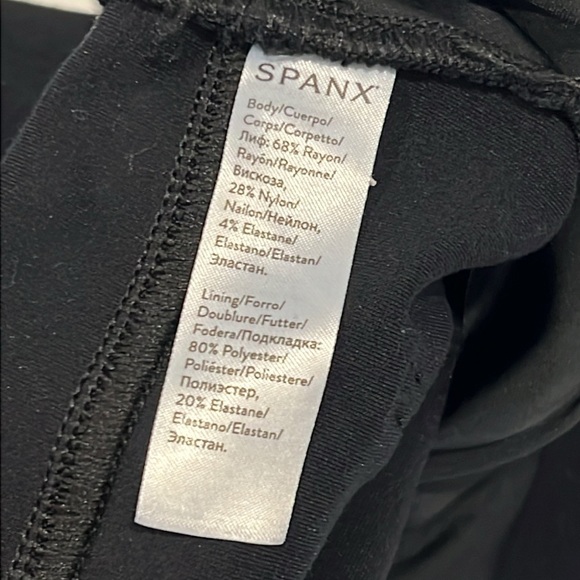 SPANX®
Body/Cuerpo/
Corps/Corpetto/
Лиф: 68% Rayon/
Rayón/Rayonne/
Вискоза,
28% Nylon/
Nailon/Нейлон,
4% Elastane/
Elastano/Elastan/
Эластан.
Lining/Forro/
Doublure/Futter/
Fodera/Подкладка:
80% Polyester/
Poliéster/Poliestere/
Полиэстер,
20% Elastane/
Elastano/Elastan/
Эластан.